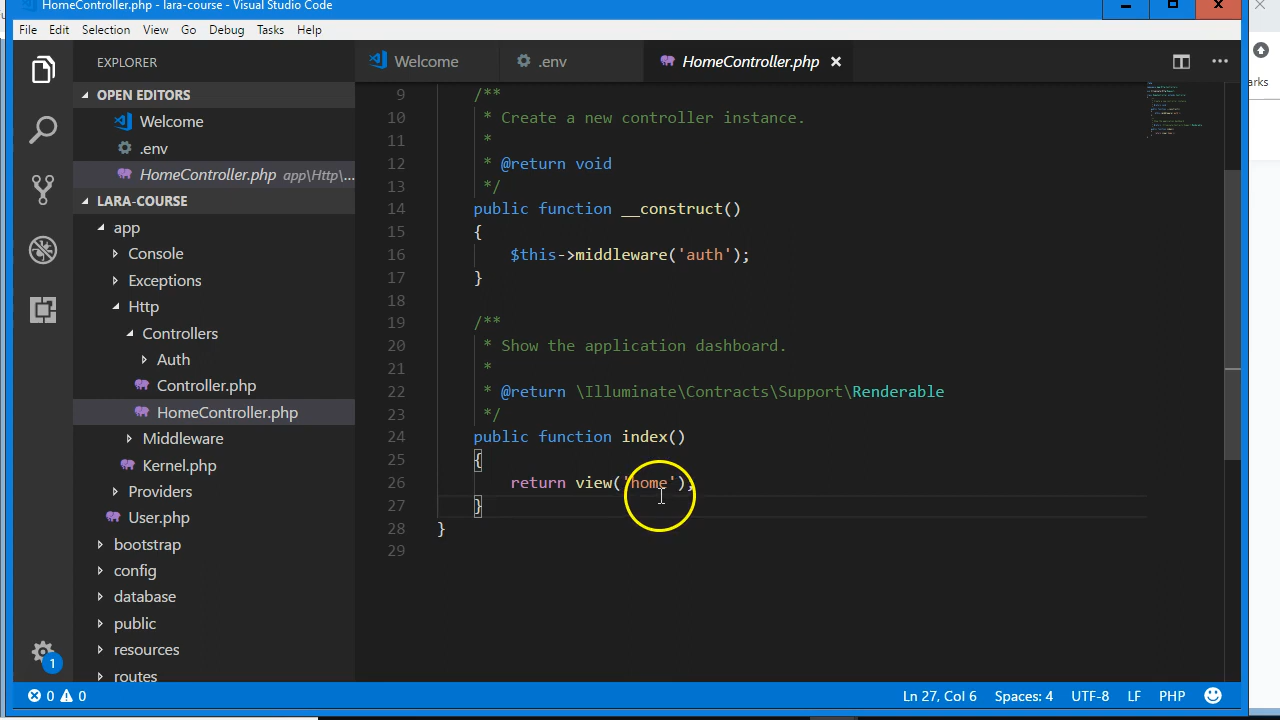 HomeController.php - lara-course - Visual Studio Code
File Edit Selection View Go Debug Tasks Help
EXPLORER
OPEN EDITORS
Welcome
.env
HomeController.php app\Http\...
LARA-COURSE
app
Console
Exceptions
Http
Controllers
Auth
Controller.php
HomeController.php
Middleware
Kernel.php
Providers
User.php
bootstrap
config
database
public
resources
routes
1
Welcome .env HomeController.php
9 /**
10 * Create a new controller instance.
11 *
12 * @return void
13 */
14 public function __construct()
15 {
16 $this->middleware('auth');
17 }
18
19 /**
20 * Show the application dashboard.
21 *
22 * @return \Illuminate\Contracts\Support\Renderable
23 */
24 public function index()
25 {
26 return view('home');
27 }
28 }
29
0 0 Ln 27, Col 6 Spaces: 4 UTF-8 LF PHP